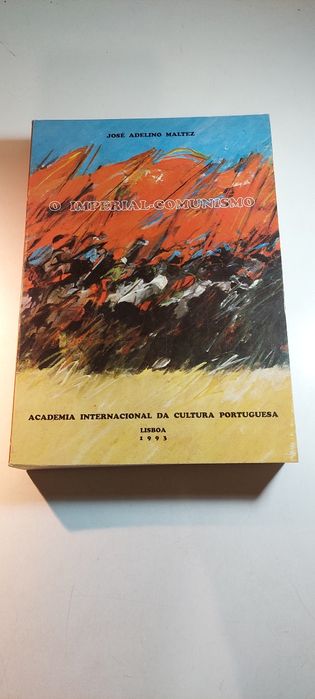 JOSÉ ADELINO MALTEZ
O IMPERIAL-COMUNISMO
ACADEMIA INTERNACIONAL DA CULTURA PORTUGUESA
LISBOA
1993